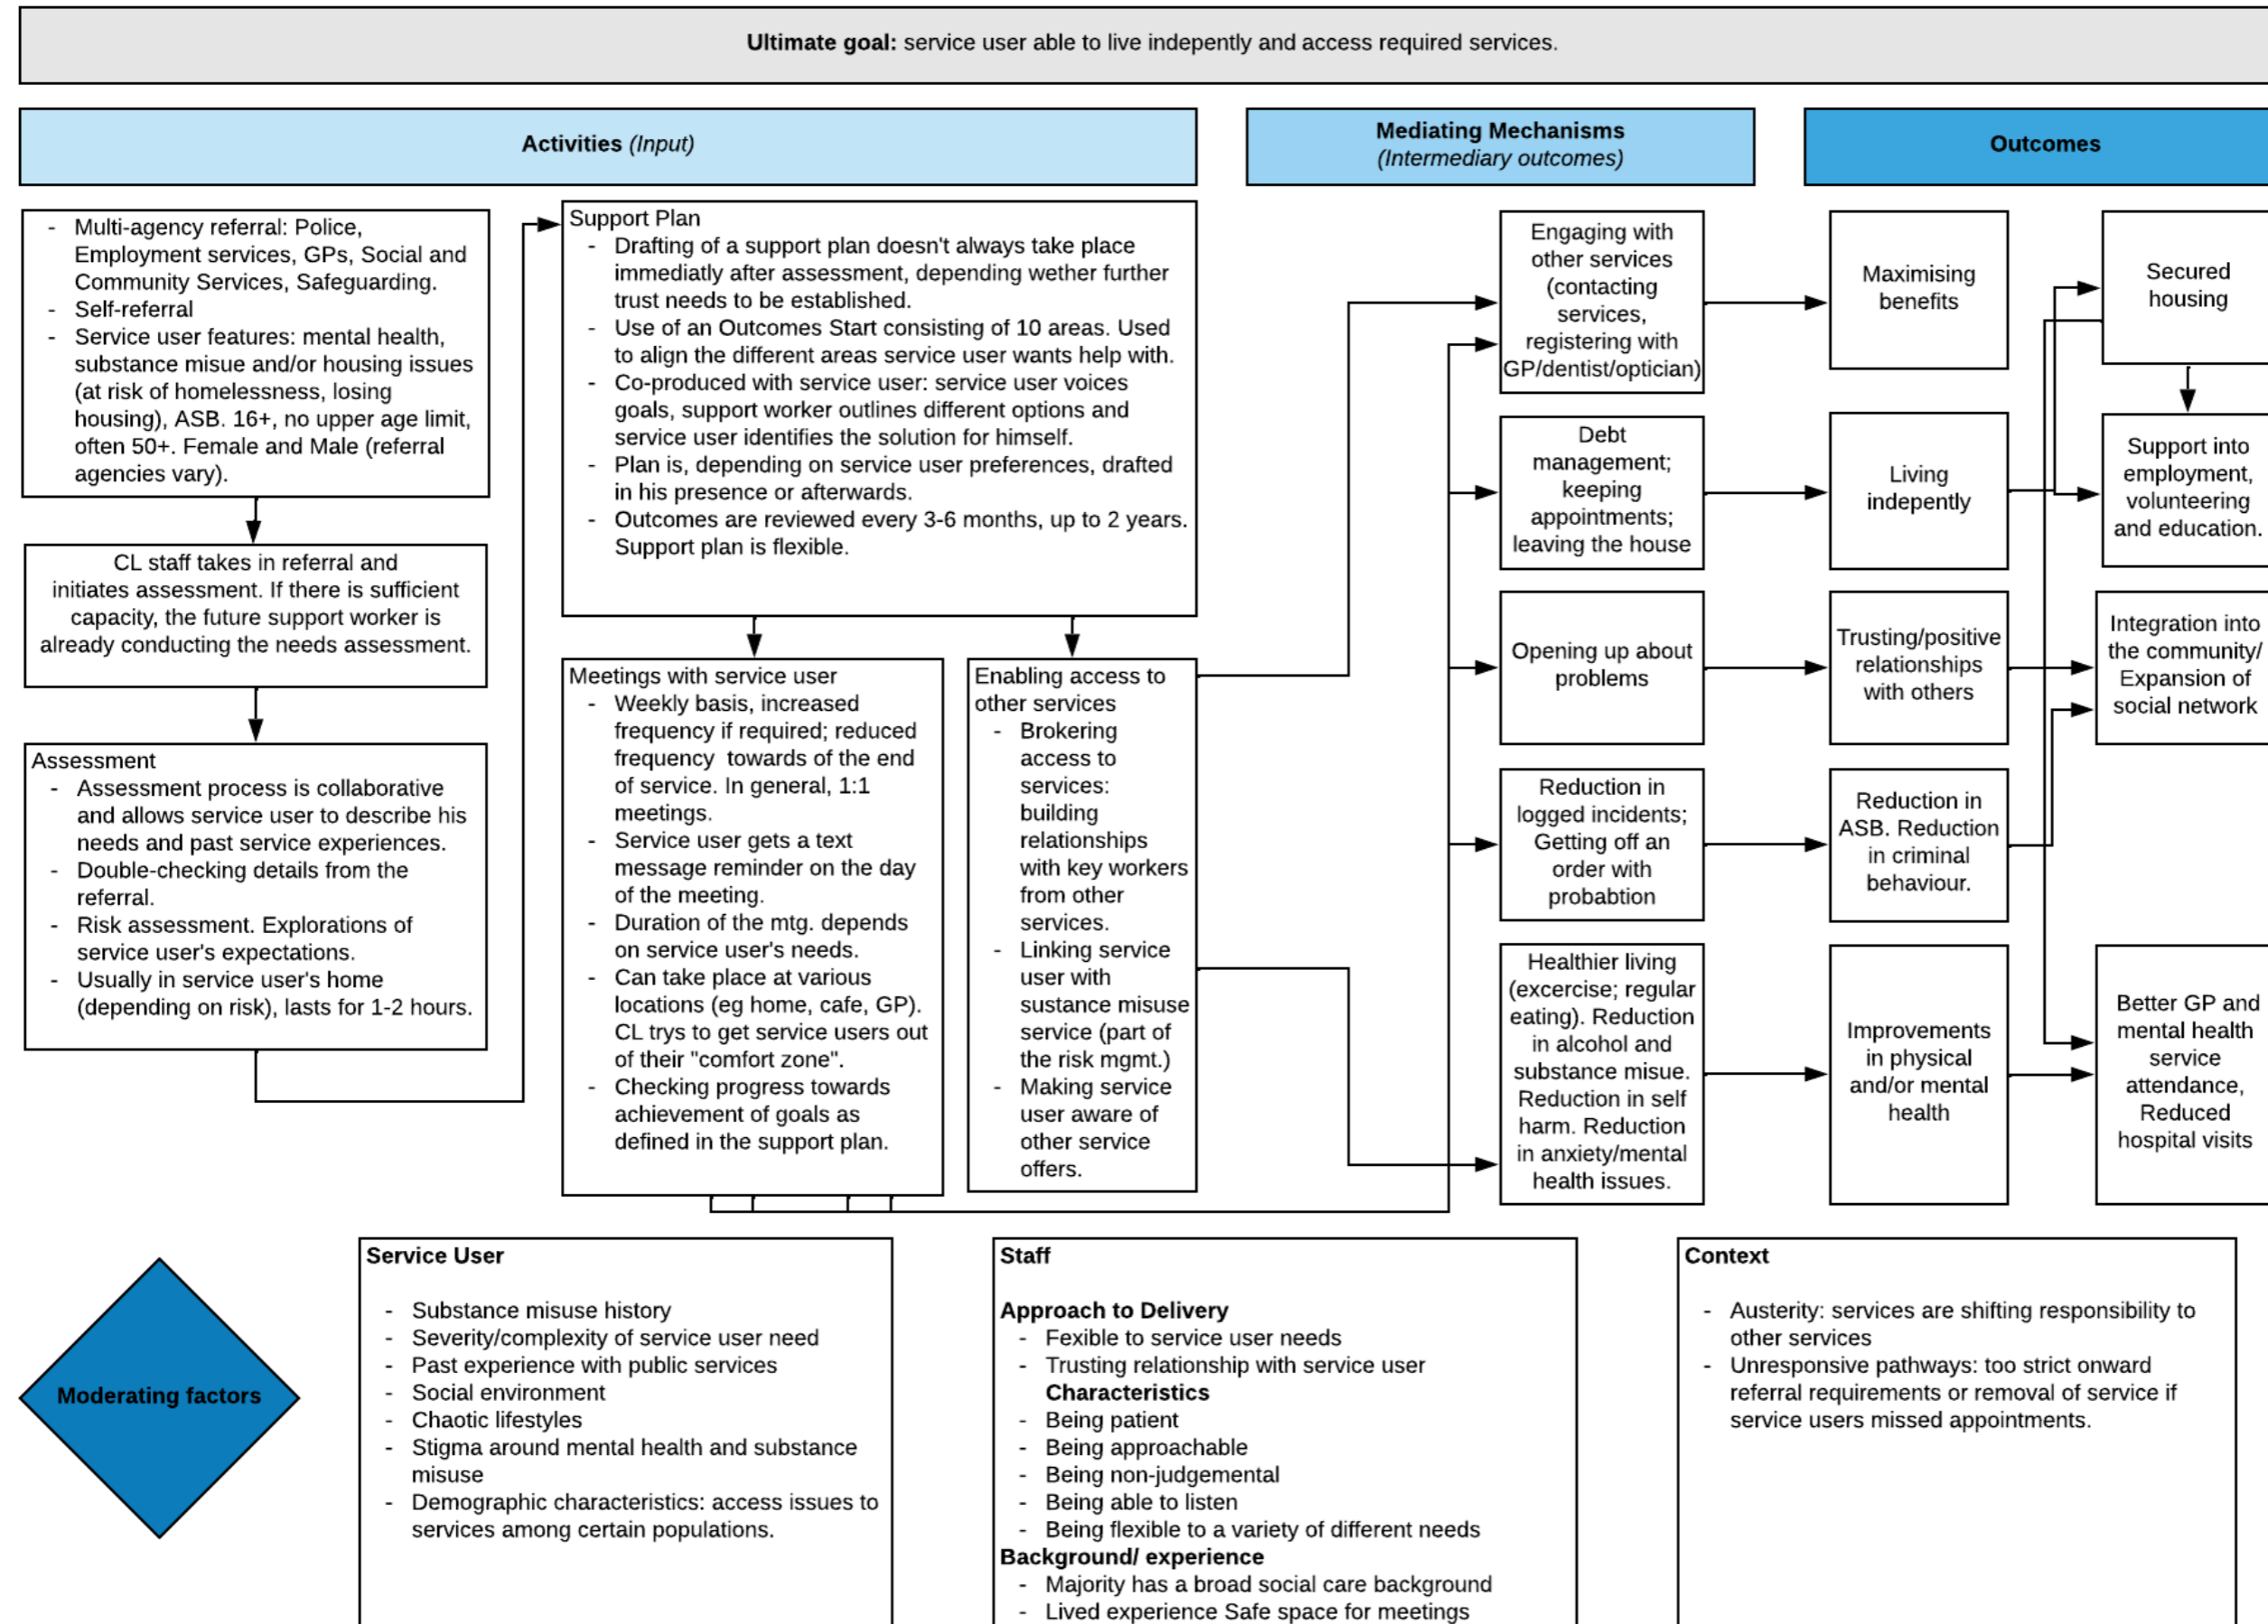 Ultimate goal: service user able to live indepently and access required services.
Activities (Input)
Mediating Mechanisms
(Intermediary outcomes)
Outcomes
- Multi-agency referral: Police,
Employment services, GPs, Social and
Community Services, Safeguarding.
- Self-referral
- Service user features: mental health,
substance misue and/or housing issues
(at risk of homelessness, losing
housing), ASB. 16+, no upper age limit,
often 50+. Female and Male (referral
agencies vary).
CL staff takes in referral and
initiates assessment. If there is sufficient
capacity, the future support worker is
already conducting the needs assessment.
Assessment
- Assessment process is collaborative
and allows service user to describe his
needs and past service experiences.
- Double-checking details from the
referral.
- Risk assessment. Explorations of
service user's expectations.
- Usually in service user's home
(depending on risk), lasts for 1-2 hours.
Support Plan
- Drafting of a support plan doesn't always take place
immediatly after assessment, depending wether further
trust needs to be established.
- Use of an Outcomes Start consisting of 10 areas. Used
to align the different areas service user wants help with.
- Co-produced with service user: service user voices
goals, support worker outlines different options and
service user identifies the solution for himself.
- Plan is, depending on service user preferences, drafted
in his presence or afterwards.
- Outcomes are reviewed every 3-6 months, up to 2 years.
Support plan is flexible.
Meetings with service user
- Weekly basis, increased
frequency if required; reduced
frequency towards of the end
of service. In general, 1:1
meetings.
- Service user gets a text
message reminder on the day
of the meeting.
- Duration of the mtg. depends
on service user's needs.
- Can take place at various
locations (eg home, cafe, GP).
CL trys to get service users out
of their "comfort zone".
- Checking progress towards
achievement of goals as
defined in the support plan.
Enabling access to
other services
- Brokering
access to
services:
building
relationships
with key workers
from other
services.
- Linking service
user with
sustance misuse
service (part of
the risk mgmt.)
- Making service
user aware of
other service
offers.
Engaging with
other services
(contacting
services,
registering with
GP/dentist/optician)
Debt
management;
keeping
appointments;
leaving the house
Opening up about
problems
Reduction in
logged incidents;
Getting off an
order with
probabtion
Healthier living
(excercise; regular
eating). Reduction
in alcohol and
substance misue.
Reduction in self
harm. Reduction
in anxiety/mental
health issues.
Maximising
benefits
Living
indepently
Trusting/positive
relationships
with others
Reduction in
ASB. Reduction
in criminal
behaviour.
Improvements
in physical
and/or mental
health
Secured
housing
Support into
employment,
volunteering
and education.
Integration into
the community/
Expansion of
social network
Better GP and
mental health
service
attendance,
Reduced
hospital visits
Moderating factors
Service User
- Substance misuse history
- Severity/complexity of service user need
- Past experience with public services
- Social environment
- Chaotic lifestyles
- Stigma around mental health and substance
misuse
- Demographic characteristics: access issues to
services among certain populations.
Staff
Approach to Delivery
- Fexible to service user needs
- Trusting relationship with service user
Characteristics
- Being patient
- Being approachable
- Being non-judgemental
- Being able to listen
- Being flexible to a variety of different needs
Background/ experience
- Majority has a broad social care background
- Lived experience Safe space for meetings
Context
- Austerity: services are shifting responsibility to
other services
- Unresponsive pathways: too strict onward
referral requirements or removal of service if
service users missed appointments.